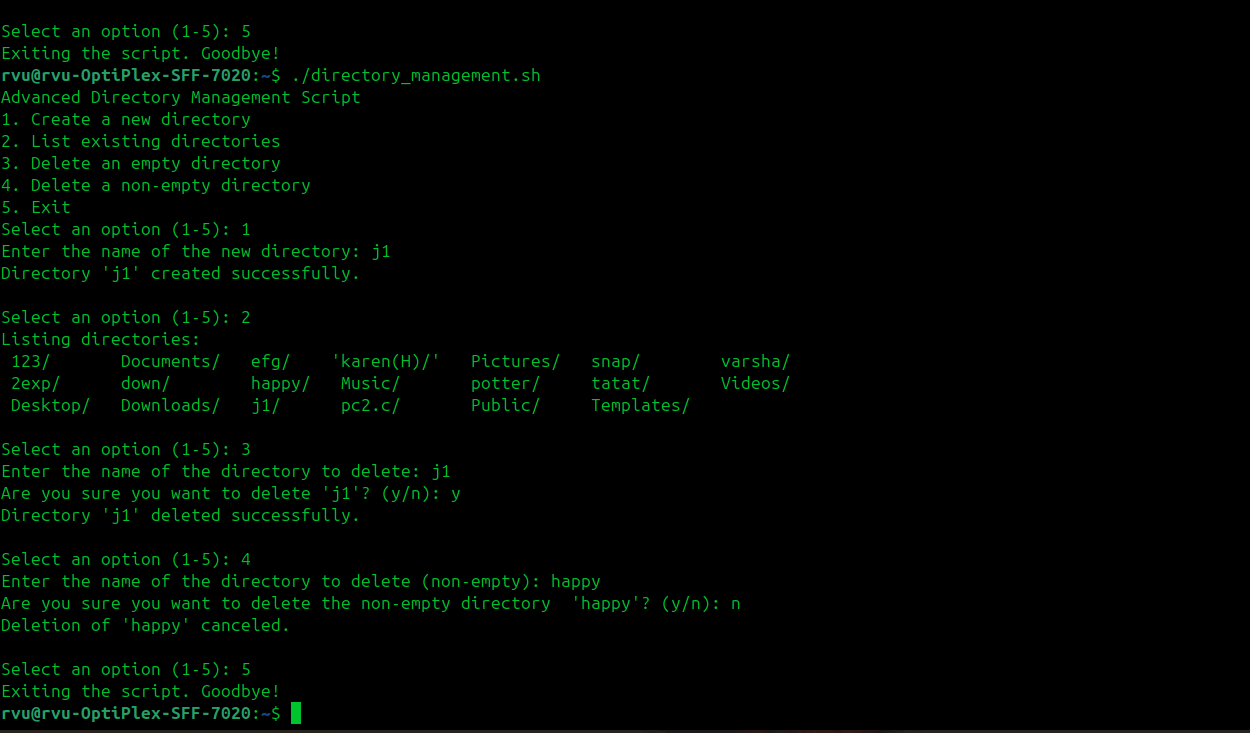 Select an option (1-5): 5
Exiting the script. Goodbye!
rvu@rvu-OptiPlex-SFF-7020:~$ ./directory_management.sh
Advanced Directory Management Script
1. Create a new directory
2. List existing directories
3. Delete an empty directory
4. Delete a non-empty directory
5. Exit
Select an option (1-5): 1
Enter the name of the new directory: j1
Directory 'j1' created successfully.

Select an option (1-5): 2
Listing directories:
 123/       Documents/   efg/    'karen(H)/'   Pictures/   snap/        varsha/
 2exp/      down/        happy/   Music/       potter/     tatat/       Videos/
 Desktop/   Downloads/   j1/      pc2.c/       Public/     Templates/

Select an option (1-5): 3
Enter the name of the directory to delete: j1
Are you sure you want to delete 'j1'? (y/n): y
Directory 'j1' deleted successfully.

Select an option (1-5): 4
Enter the name of the directory to delete (non-empty): happy
Are you sure you want to delete the non-empty directory  'happy'? (y/n): n
Deletion of 'happy' canceled.

Select an option (1-5): 5
Exiting the script. Goodbye!
rvu@rvu-OptiPlex-SFF-7020:~$